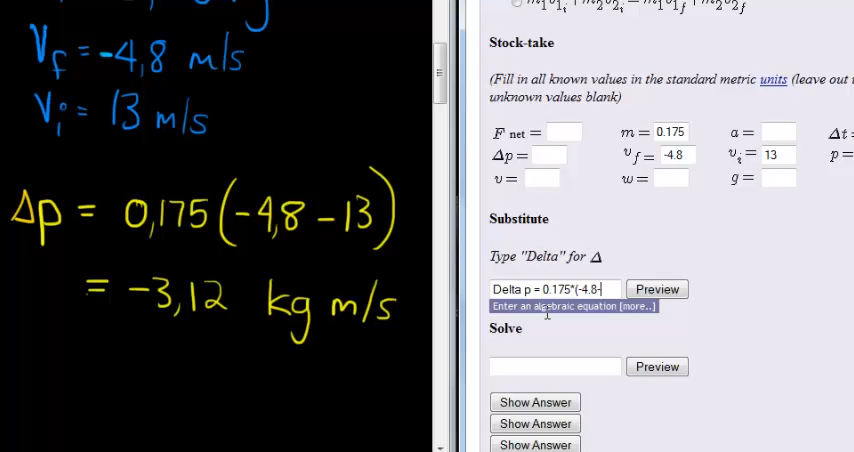 Vf = -4,8 m/s
Vi = 13 m/s
Δp = 0,175 (-4,8 - 13)
= -3,12 kg m/s
Stock-take
(Fill in all known values in the standard metric units (leave out
unknown values blank)
F net = m = 0.175 a = Δt
Δp = v f = -4.8 v i = 13 p =
v = w = g =
Substitute
Type "Delta" for Δ
Delta p = 0.175*(-4.8- Preview
Enter an algebraic equation [more..]
Solve
Preview
Show Answer
Show Answer
Show Answer